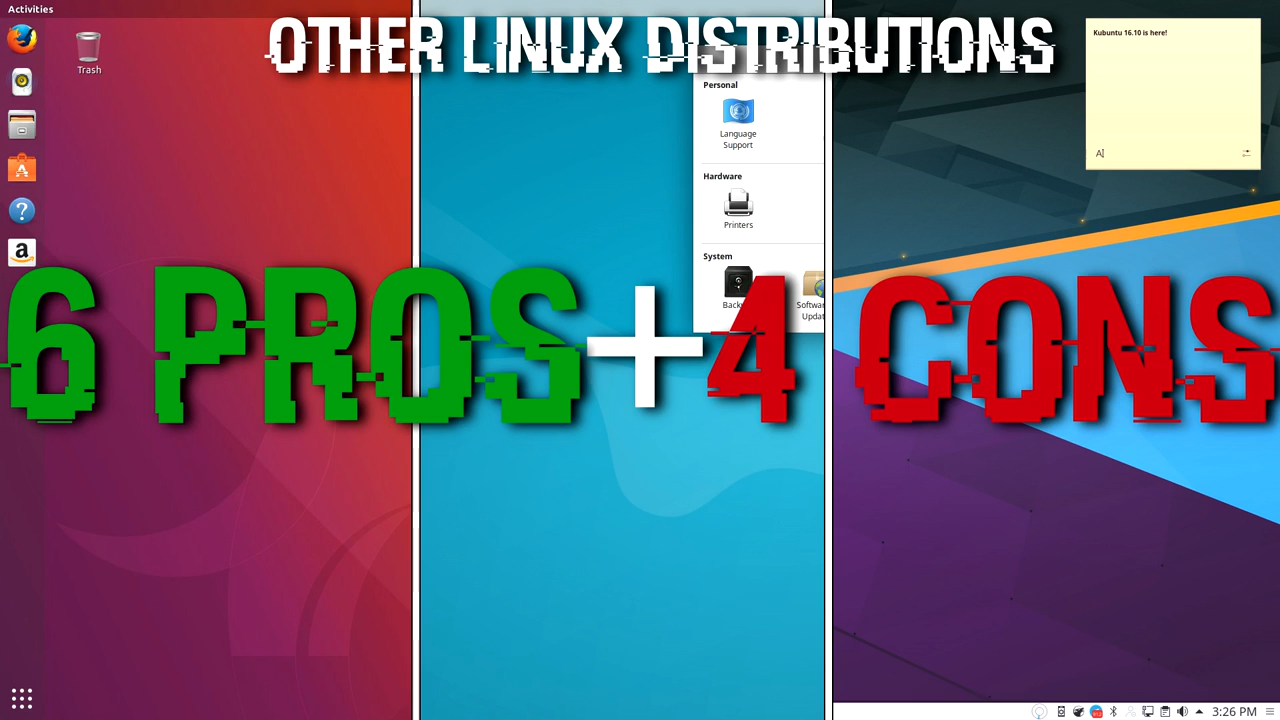 Activities
OTHER LINUX DISTRIBUTIONS
Kubuntu 16.10 is here!
Trash
Personal
Language
Support
Hardware
Printers
System
6 PROS+4 CONS
3:26 PM